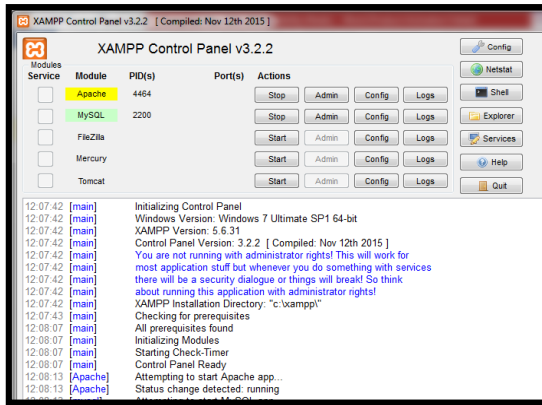 XAMPP Control Panel v3.2.2 [ Compiled: Nov 12th 2015 ]
XAMPP Control Panel v3.2.2
Config
Modules
Service Module PID(s) Port(s) Actions
Netstat
Apache 4464 Stop Admin Config Logs
Shell
MySQL 2200 Stop Admin Config Logs
Explorer
FileZilla Start Admin Config Logs
Services
Mercury Start Admin Config Logs
Help
Tomcat Start Admin Config Logs
Quit
12:07:42 [main] Initializing Control Panel
12:07:42 [main] Windows Version: Windows 7 Ultimate SP1 64-bit
12:07:42 [main] XAMPP Version: 5.6.31
12:07:42 [main] Control Panel Version: 3.2.2 [ Compiled: Nov 12th 2015 ]
12:07:42 [main] You are not running with administrator rights! This will work for
12:07:42 [main] most application stuff but whenever you do something with services
12:07:42 [main] there will be a security dialogue or things will break! So think
12:07:42 [main] about running this application with administrator rights!
12:07:42 [main] XAMPP Installation Directory: "c:\xampp\"
12:07:43 [main] Checking for prerequisites
12:08:07 [main] All prerequisites found
12:08:07 [main] Initializing Modules
12:08:07 [main] Starting Check-Timer
12:08:07 [main] Control Panel Ready
12:08:13 [Apache] Attempting to start Apache app...
12:08:13 [Apache] Status change detected: running